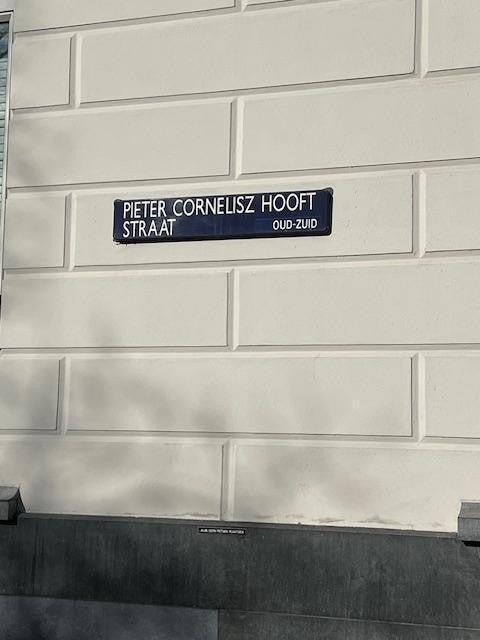 PIETER CORNELISZ HOOFT
STRAAT
OUD-ZUID